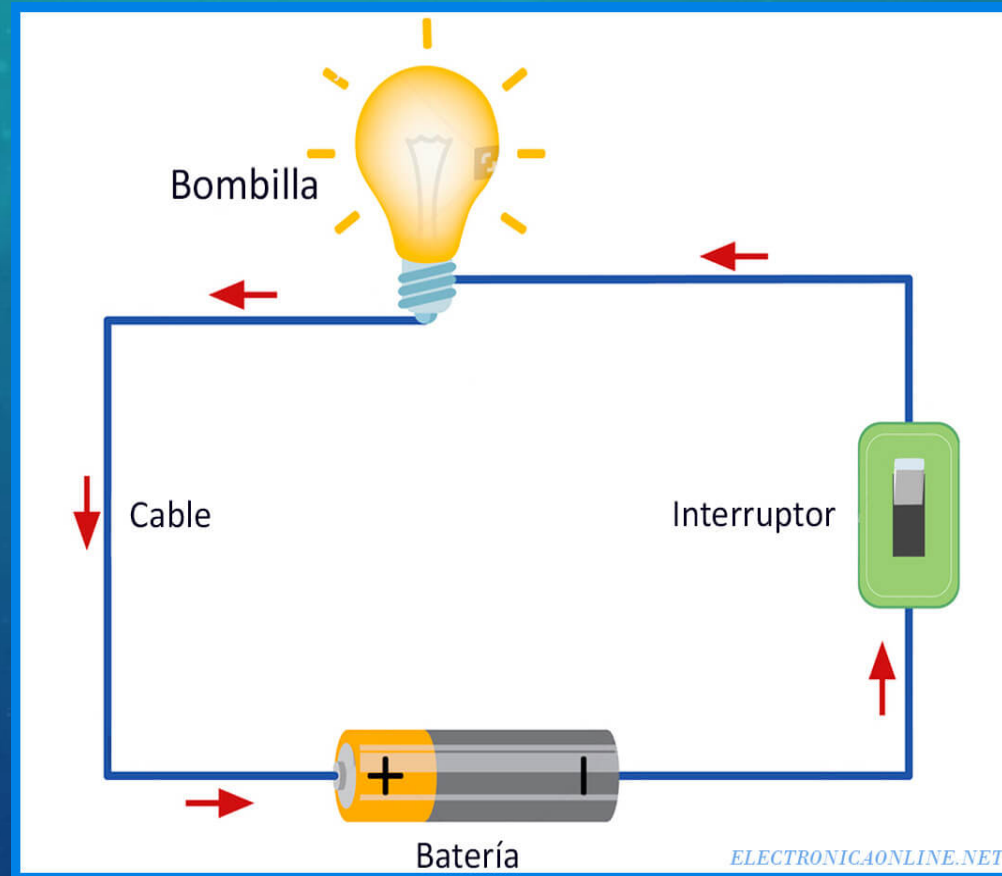 Bombilla
Cable
Interruptor
+
Batería
ELECTRONICAONLINE.NET